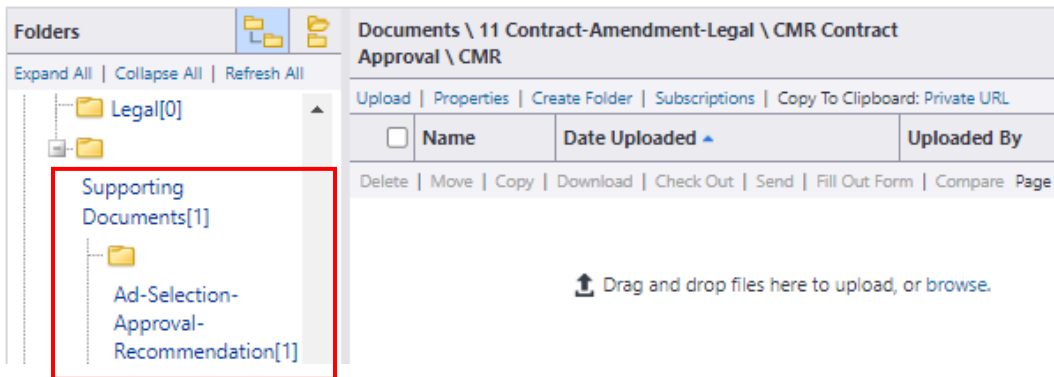 Folders
Expand All | Collapse All | Refresh All
Legal[0]
Supporting
Documents[1]
Ad-Selection-
Approval-
Recommendation[1]
Documents \ 11 Contract-Amendment-Legal \ CMR Contract
Approval \ CMR
Upload | Properties | Create Folder | Subscriptions | Copy To Clipboard: Private URL
Name Date Uploaded Uploaded By
Delete | Move | Copy | Download | Check Out | Send | Fill Out Form | Compare Page
Drag and drop files here to upload, or browse.